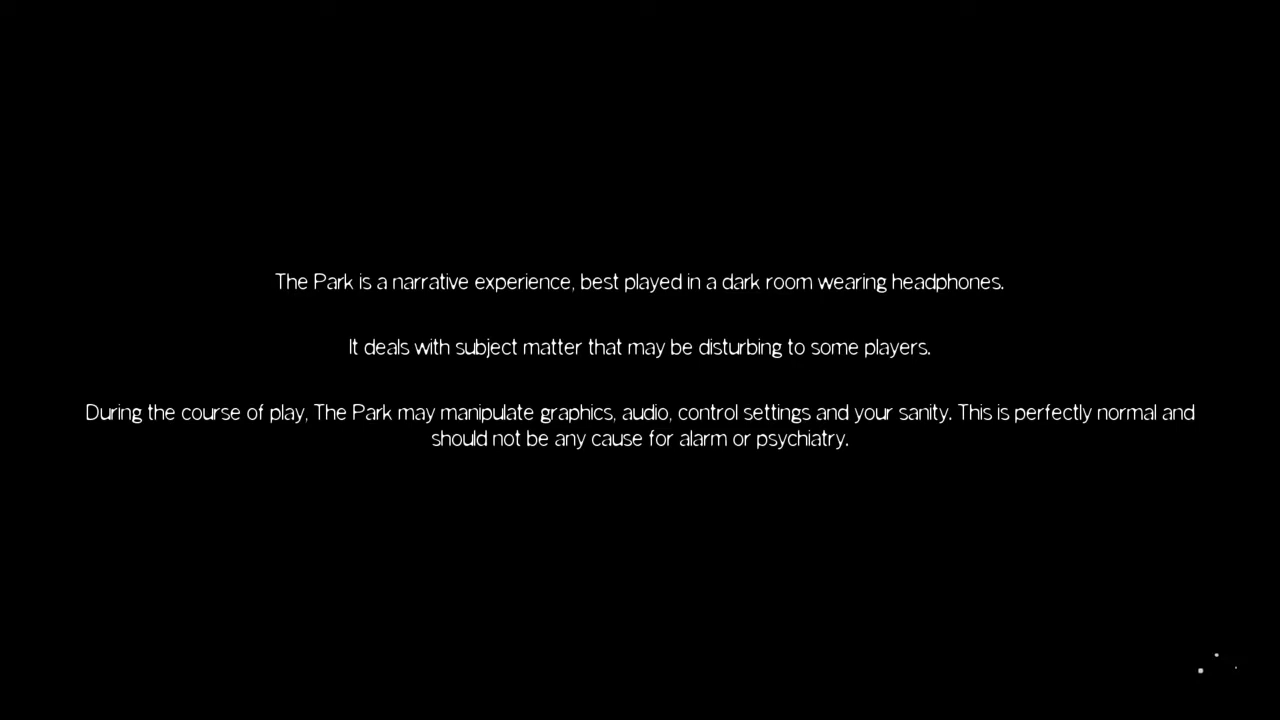 The Park is a narrative experience, best played in a dark room wearing headphones.
It deals with subject matter that may be disturbing to some players.
During the course of play, The Park may manipulate graphics, audio, control settings and your sanity. This is perfectly normal and
should not be any cause for alarm or psychiatry.